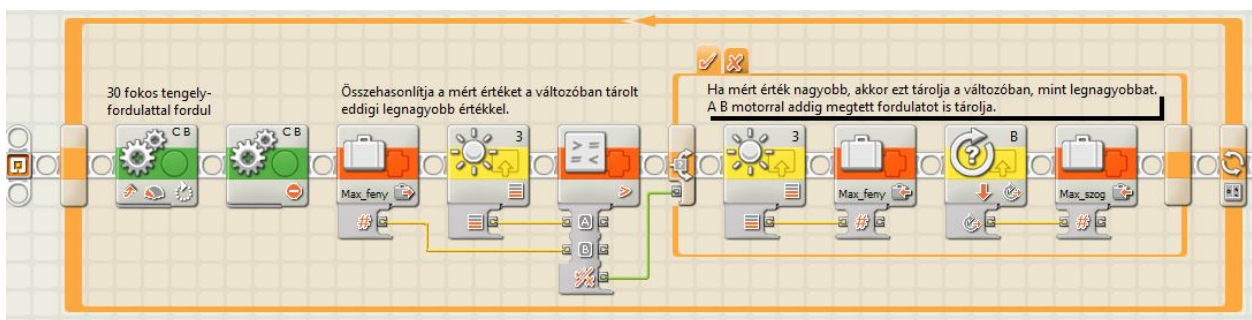 30 fokos tengely-
fordulattal fordul
Összehasonlítja a mért értéket a változóban tárolt
eddigi legnagyobb értékkel.
Ha mért érték nagyobb, akkor ezt tárolja a változóban, mint legnagyobbat.
A B motorral addig megtett fordulatot is tárolja.
C B
C B
3
3
B
Max_feny
Max_feny
Max_szog
#
#
#
A
B